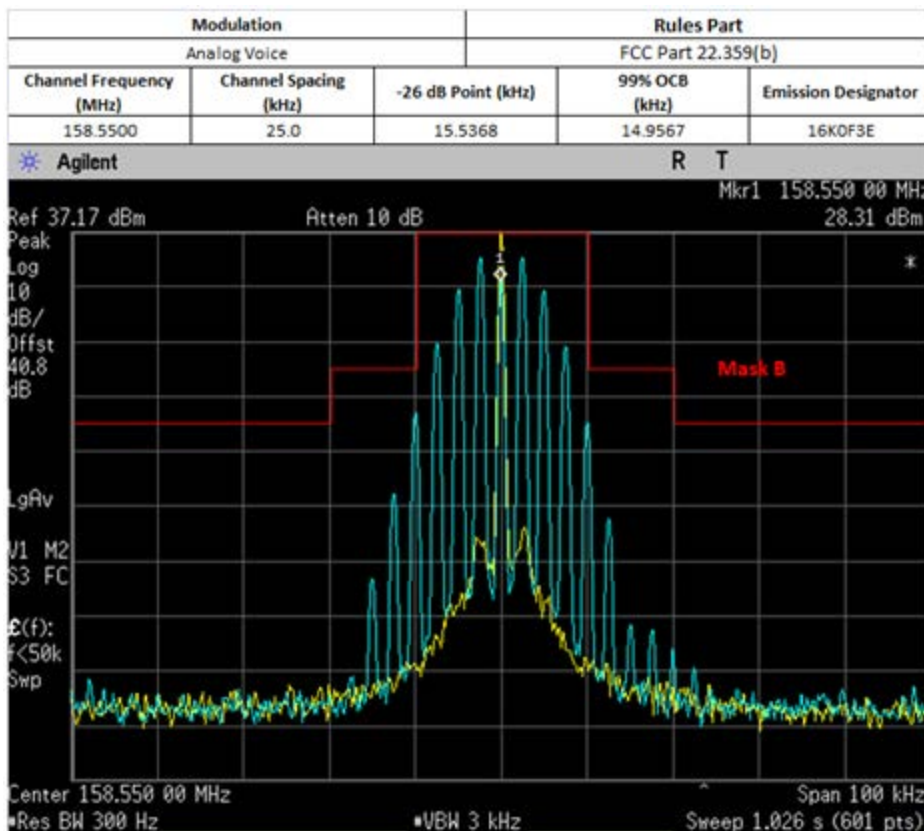 Modulation Rules Part
Analog Voice FCC Part 22.359(b)
Channel Frequency (MHz) Channel Spacing (kHz) -26 dB Point (kHz) 99% OCB (kHz) Emission Designator
158.5500 25.0 15.5368 14.9567 16K0F3E
Agilent R T
Mkr1 158.550 00 MHz
Ref 37.17 dBm Atten 10 dB 28.31 dBm
Peak
Log
10
dB/
Offst
40.8
dB
1
*
Mask B
LgAv
V1 M2
S3 FC
£(f):
f<50k
Swp
Center 158.550 00 MHz Span 100 kHz
#Res BW 300 Hz #VBW 3 kHz Sweep 1.026 s (601 pts)